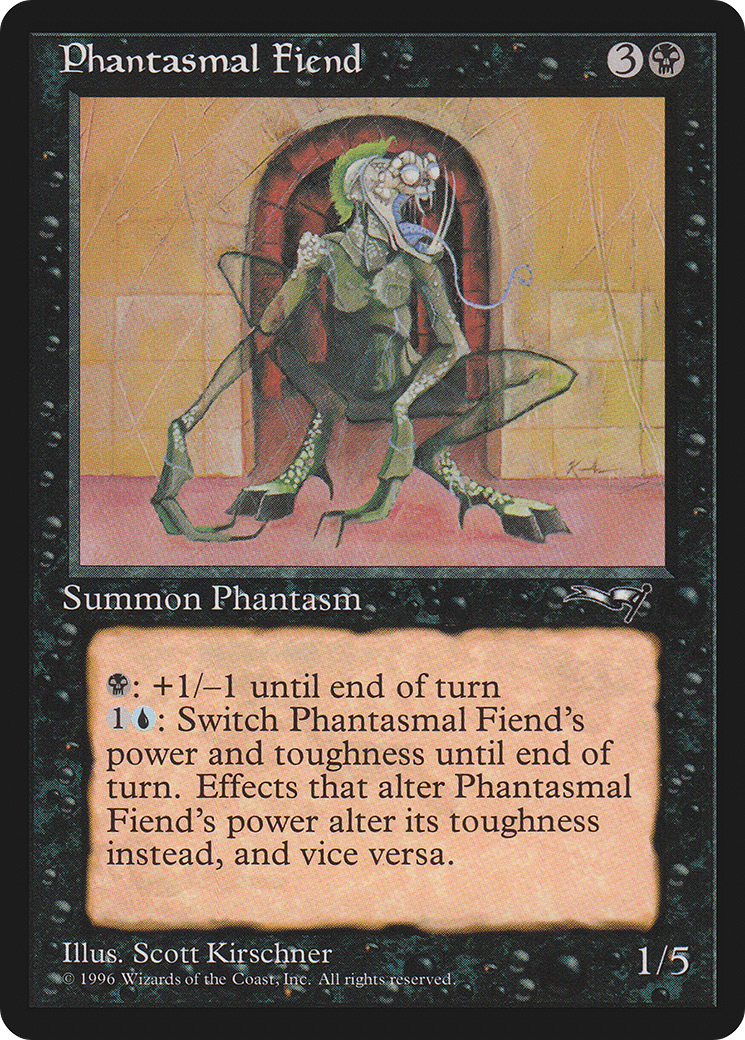 Phantasmal Fiend 3
Summon Phantasm
: +1/–1 until end of turn
1 : Switch Phantasmal Fiend's
power and toughness until end of
turn. Effects that alter Phantasmal
Fiend's power alter its toughness
instead, and vice versa.
Illus. Scott Kirschner
1/5
© 1996 Wizards of the Coast, Inc. All rights reserved.